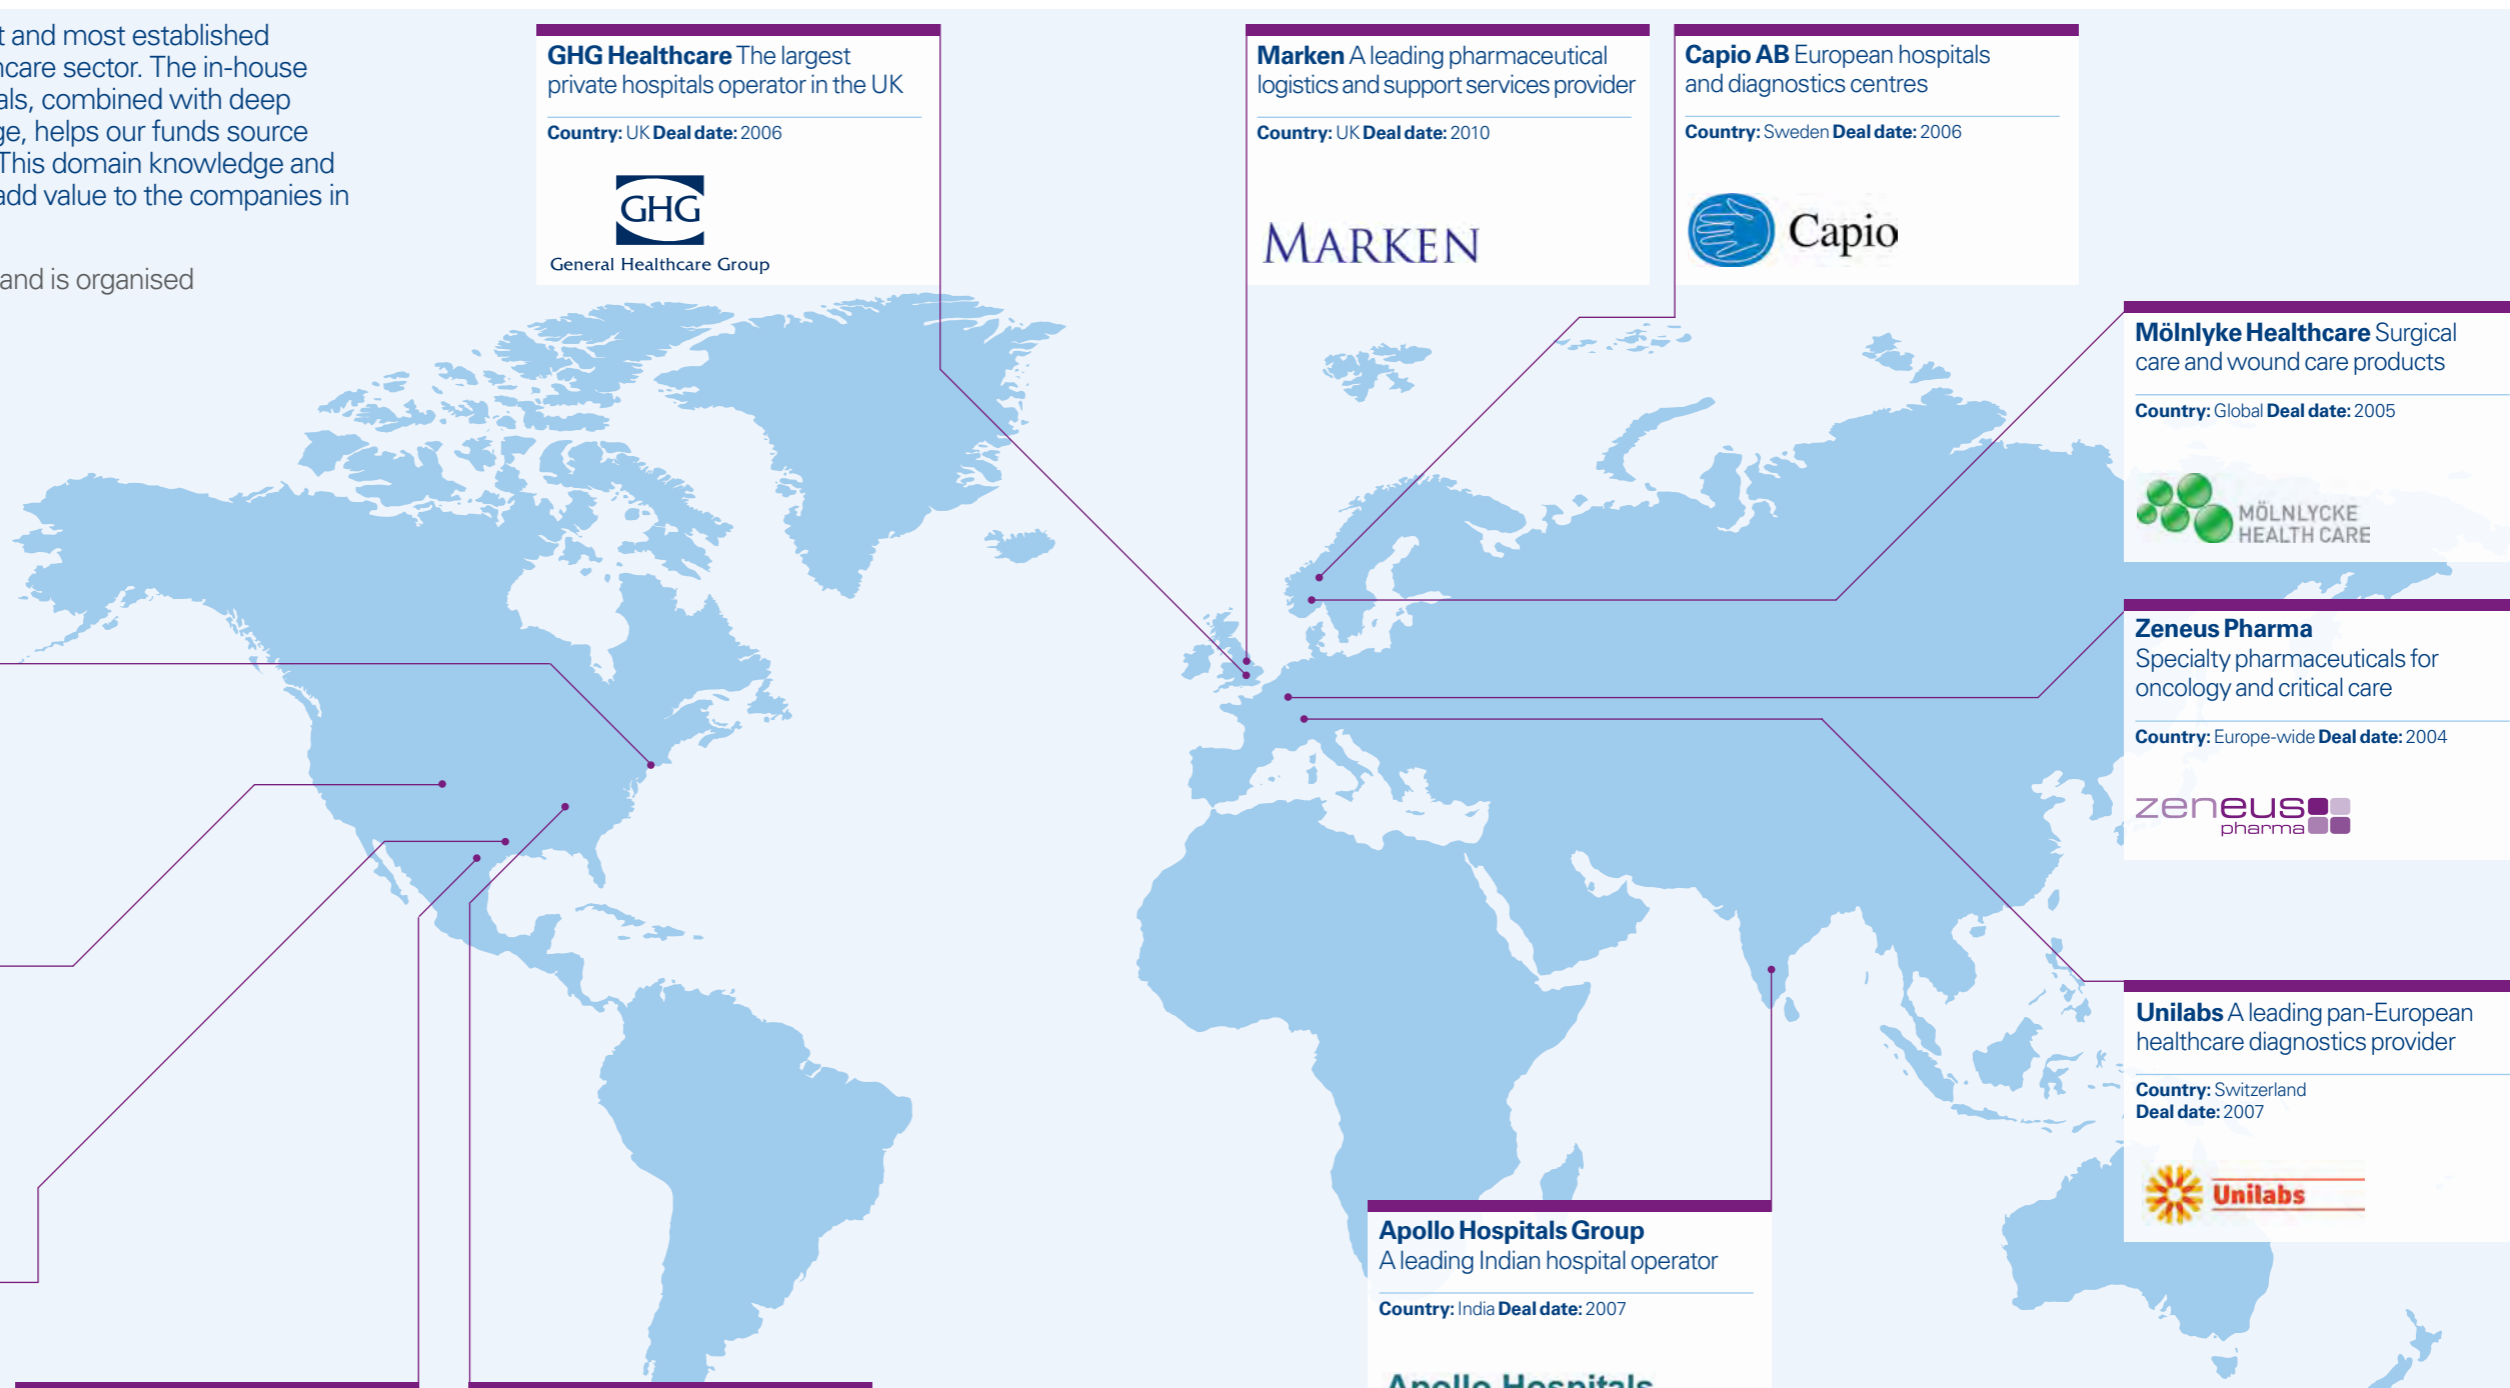 t and most established
ncare sector. The in-house
als, combined with deep
ge, helps our funds source
This domain knowledge and
add value to the companies in
and is organised
GHG Healthcare The largest
private hospitals operator in the UK
Country: UK Deal date: 2006
GHG
General Healthcare Group
Marken A leading pharmaceutical
logistics and support services provider
Country: UK Deal date: 2010
MARKEN
Capio AB European hospitals
and diagnostics centres
Country: Sweden Deal date: 2006
Capio
Mölnlyke Healthcare Surgical
care and wound care products
Country: Global Deal date: 2005
MÖLNLYCKE
HEALTH CARE
Zeneus Pharma
Specialty pharmaceuticals for
oncology and critical care
Country: Europe-wide Deal date: 2004
zeneus
pharma
Unilabs A leading pan-European
healthcare diagnostics provider
Country: Switzerland
Deal date: 2007
Unilabs
Apollo Hospitals Group
A leading Indian hospital operator
Country: India Deal date: 2007
Apollo Hospitals